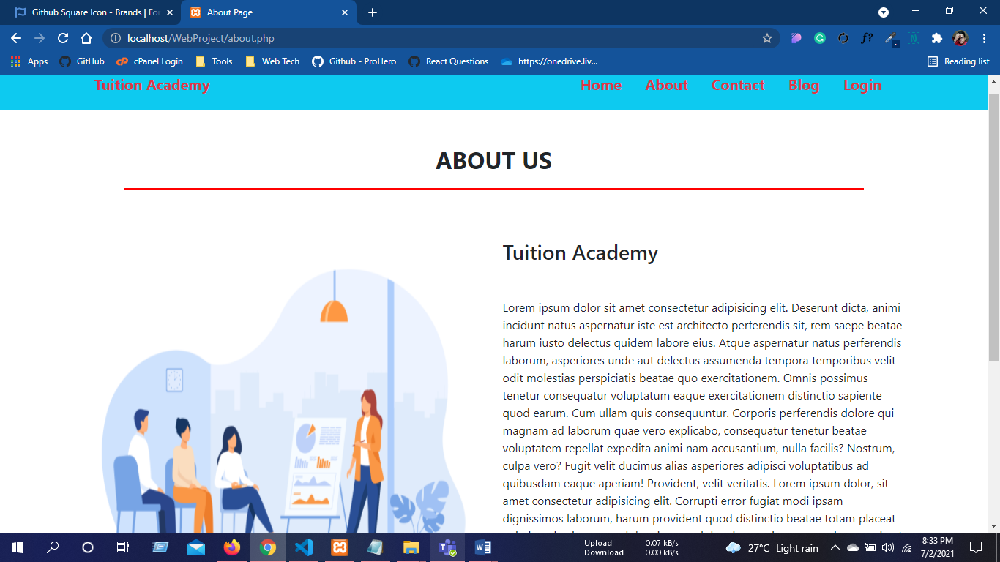 Github Square Icon - Brands | For
About Page
localhost/WebProject/about.php
Apps
GitHub
cPanel Login
Tools
Web Tech
Github - ProHero
React Questions
https://onedrive.liv...
Reading list
Tuition Academy
Home
About
Contact
Blog
Login
ABOUT US
Tuition Academy
Lorem ipsum dolor sit amet consectetur adipisicing elit. Deserunt dicta, animi
incidunt natus aspernatur iste est architecto perferendis sit, rem saepe beatae
harum iusto delectus quidem labore eius. Atque aspernatur natus perferendis
laborum, asperiores unde aut delectus assumenda tempora temporibus velit
odit molestias perspiciatis beatae quo exercitationem. Omnis possimus
tenetur consequatur voluptatum eaque exercitationem distinctio sapiente
quod earum. Cum ullam quis consequuntur. Corporis perferendis dolore qui
magnam ad laborum quae vero explicabo, consequatur tenetur beatae
voluptatem repellat expedita animi nam accusantium, nulla facilis? Nostrum,
culpa vero? Fugit velit ducimus alias asperiores adipisci voluptatibus ad
quibusdam eaque aperiam! Provident, velit veritatis. Lorem ipsum dolor, sit
amet consectetur adipisicing elit. Corrupti error fugiat modi ipsam
dignissimos laborum, harum provident quod distinctio beatae totam placeat
Upload 0.07 kB/s
Download 0.00 kB/s
27°C Light rain
8:33 PM
7/2/2021